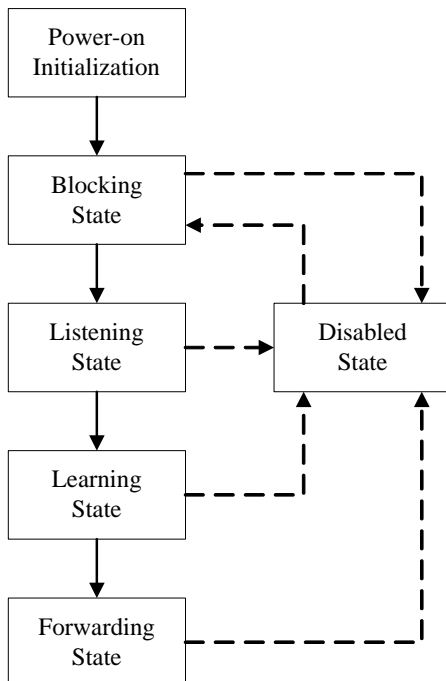 Power-on
Initialization
Blocking
State
Listening
State
Disabled
State
Learning
State
Forwarding
State